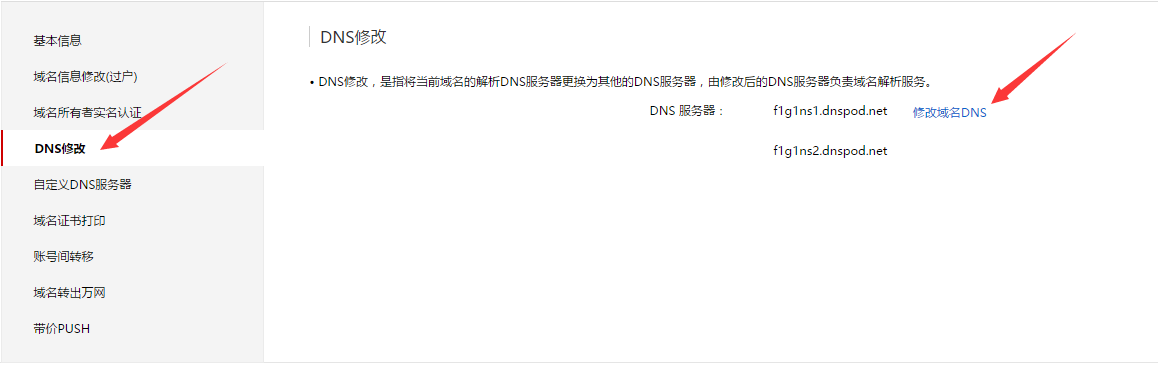 基本信息
域名信息修改(过户)
域名所有者实名认证
DNS修改
自定义DNS服务器
域名证书打印
账号间转移
域名转出万网
带价PUSH
DNS修改
• DNS修改，是指将当前域名的解析DNS服务器更换为其他的DNS服务器，由修改后的DNS服务器负责域名解析服务。
DNS 服务器： f1g1ns1.dnspod.net 修改域名DNS
f1g1ns2.dnspod.net